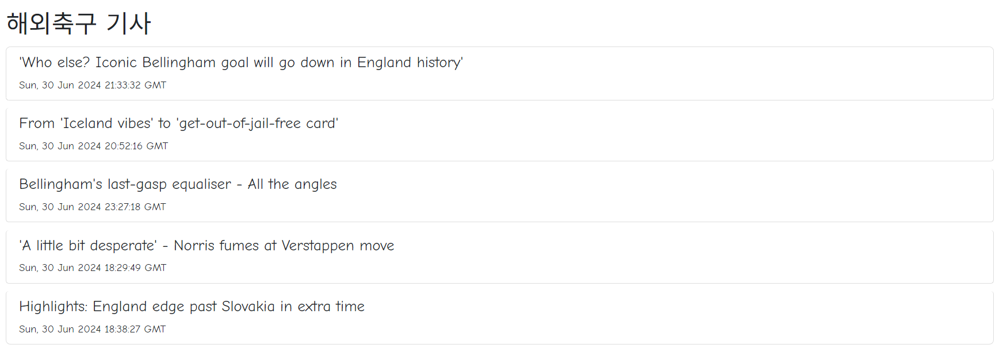 해외축구 기사
'Who else? Iconic Bellingham goal will go down in England history'
Sun, 30 Jun 2024 21:33:32 GMT
From 'Iceland vibes' to 'get-out-of-jail-free card'
Sun, 30 Jun 2024 20:52:16 GMT
Bellingham's last-gasp equaliser - All the angles
Sun, 30 Jun 2024 23:27:18 GMT
'A little bit desperate' - Norris fumes at Verstappen move
Sun, 30 Jun 2024 18:29:49 GMT
Highlights: England edge past Slovakia in extra time
Sun, 30 Jun 2024 18:38:27 GMT